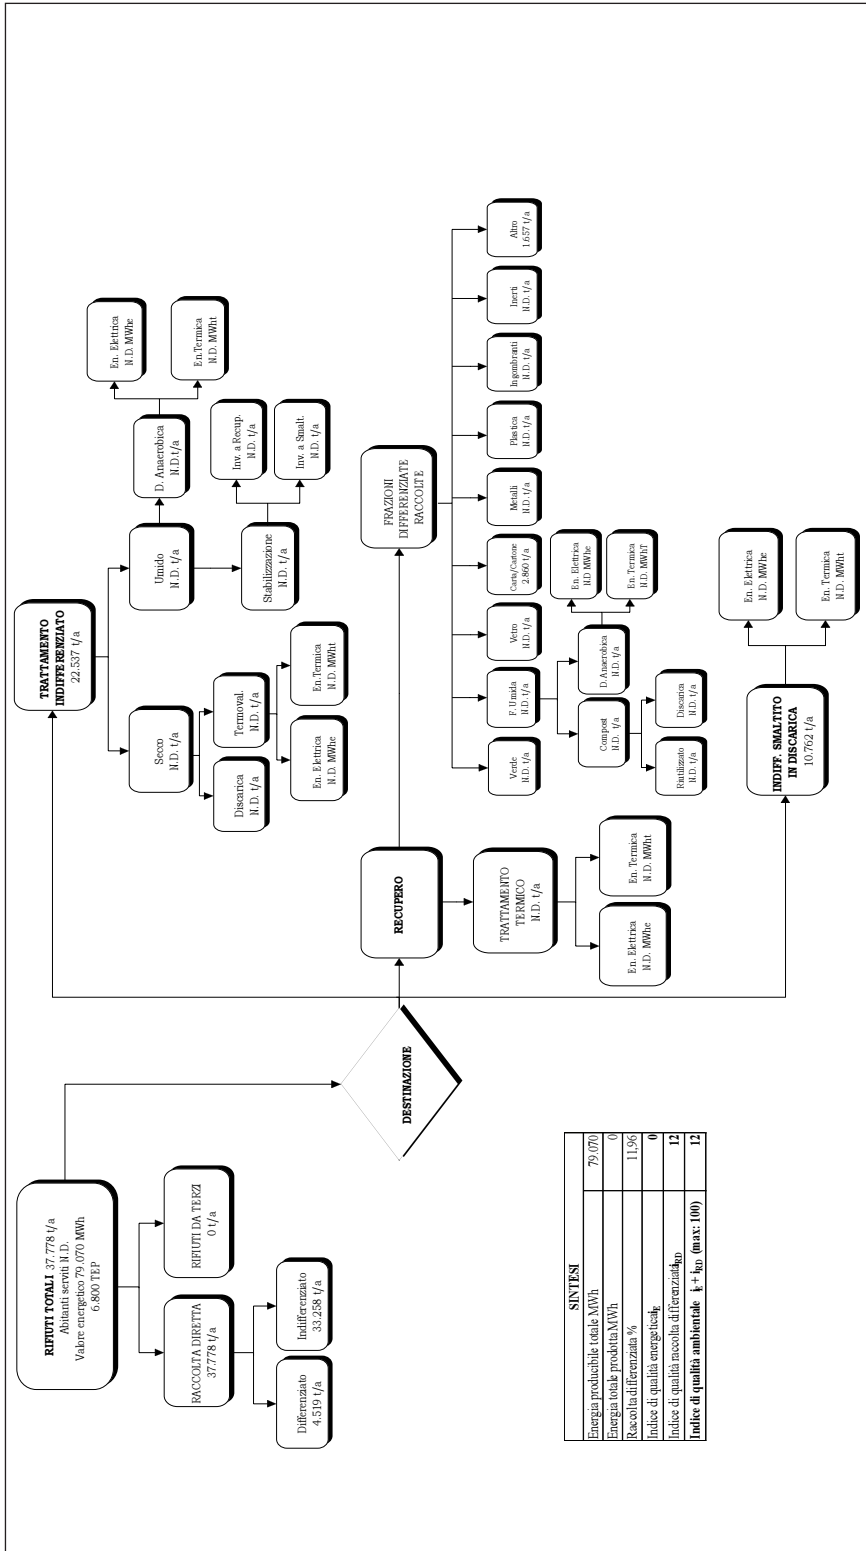 RIFIUTI TOTALI 37.778 t/a
Abitanti serviti N.D.
Valore energetico 79.070 MWh
6.800 TEP
RACCOLTA DIRETTA
37.778 t/a
RIFIUTI DA TERZI
0 t/a
Differenziato
4.519 t/a
Indifferenziato
33.258 t/a
DESTINAZIONE
TRATTAMENTO
INDIFFERENZIATO
22.537 t/a
Secco
N.D. t/a
Umido
N.D. t/a
Discarica
N.D. t/a
Termoval.
N.D. t/a
En. Elettrica
N.D. MWhe
En.Termica
N.D. MWht
D. Anaerobica
N.D.t/a
Stabilizzazione
N.D. t/a
En. Elettrica
N.D. MWhe
En.Termica
N.D. MWht
Inv. a Recup.
N.D. t/a
Inv. a Smalt.
N.D. t/a
RECUPERO
TRATTAMENTO
TERMICO
N.D. t/a
En. Elettrica
N.D. MWhe
En. Termica
N.D. MWht
FRAZIONI
DIFFERENZIATE
RACCOLTE
Verde
N.D. t/a
F. Umida
N.D. t/a
Vetro
N.D. t/a
Carta/Cartone
2.860 t/a
Metalli
N.D. t/a
Plastica
N.D. t/a
Ingombranti
N.D. t/a
Inerti
N.D. t/a
Altro
1.657 t/a
Compost
N.D. t/a
D.Anaerobica
N.D. t/a
Riutilizzato
N.D. t/a
Discarica
N.D. t/a
En. Elettrica
N.D MWhe
En.Termica
N.D. MWhT
INDIFF. SMALTITO
IN DISCARICA
10.762 t/a
En. Elettrica
N.D. MWhe
En. Termica
N.D. MWht
SINTESI
Energia producibile totale MWh 79.070
Energia totale prodotta MWh 0
Raccolta differenziata % 11,96
Indice di qualità energetica iE 0
Indice di qualità raccolta differenziata iRD 12
Indice di qualità ambientale iE + iRD (max: 100) 12